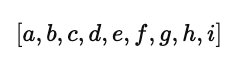 [a, b, c, d, e, f, g, h, i]